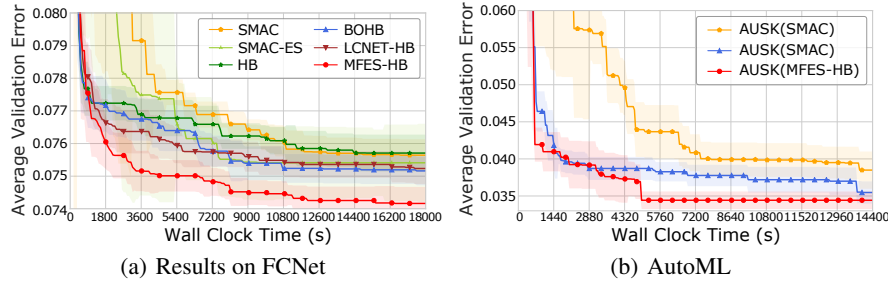 Average Validation Error
0.080
0.079
0.078
0.077
0.076
0.075
0.074
SMAC
SMAC-ES
HB
BOHB
LCNET-HB
MFES-HB
0 1800 3600 5400 7200 9000 10800 12600 14400 16200 18000
Wall Clock Time (s)
(a) Results on FCNet
Average Validation Error
0.060
0.055
0.050
0.045
0.040
0.035
AUSK(SMAC)
AUSK(SMAC)
AUSK(MFES-HB)
0 1440 2880 4320 5760 7200 8640 10080 11520 12960 14400
Wall Clock Time (s)
(b) AutoML